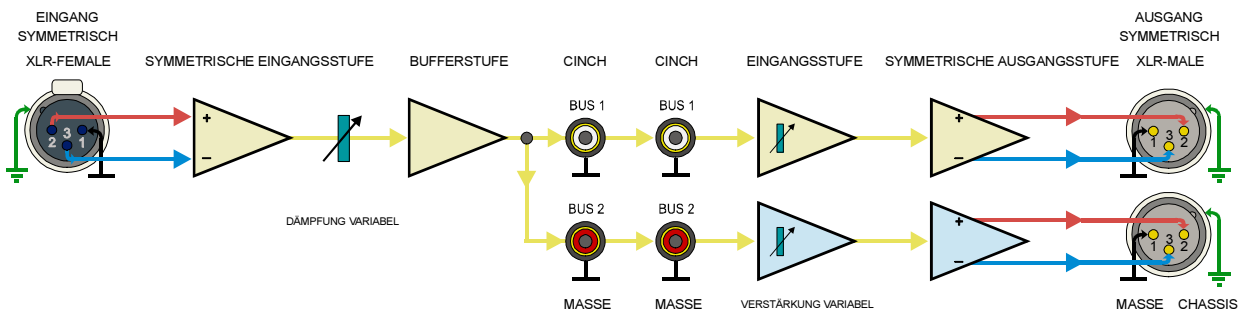 EINGANG
SYMMETRISCH
XLR-FEMALE
SYMMETRISCHE EINGANGSSTUFE
BUFFERSTUFE
CINCH
CINCH
EINGANGSSTUFE
SYMMETRISCHE AUSGANGSSTUFE
AUSGANG
SYMMETRISCH
XLR-MALE
2
3
1
+
−
DÄMPFUNG VARIABEL
BUS 1
BUS 1
+
−
1
3
2
BUS 2
BUS 2
+
−
1
3
2
MASSE
MASSE
VERSTÄRKUNG VARIABEL
MASSE
CHASSIS